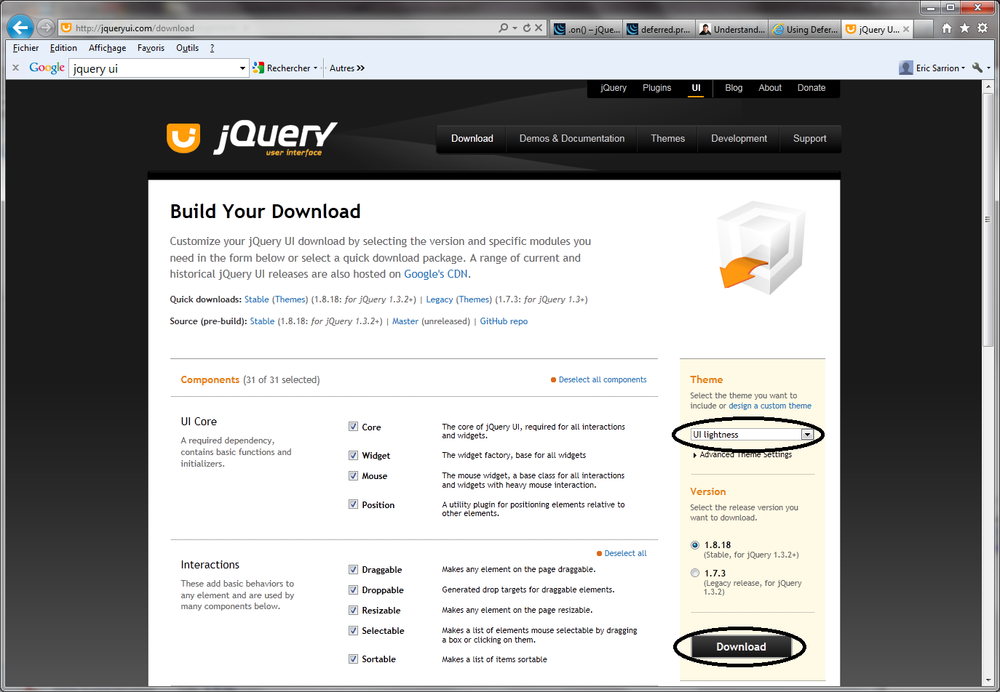 http://jqueryui.com/download
.on() – jQue...
deferred.pr...
Understand...
Using Defer...
jQuery U...
Fichier Edition Affichage Favoris Outils ?
Google jquery ui Rechercher Autres >>
Eric Sarrion
jQuery Plugins UI Blog About Donate
jQuery
user interface
Download Demos & Documentation Themes Development Support
Build Your Download
Customize your jQuery UI download by selecting the version and specific modules you
need in the form below or select a quick download package. A range of current and
historical jQuery UI releases are also hosted on Google's CDN.
Quick downloads: Stable (Themes) (1.8.18: for jQuery 1.3.2+) | Legacy (Themes) (1.7.3: for jQuery 1.3+)
Source (pre-build): Stable (1.8.18: for jQuery 1.3.2+) | Master (unreleased) | GitHub repo
Components (31 of 31 selected)
Deselect all components
UI Core
A required dependency,
contains basic functions and
initializers.
Core
The core of jQuery UI, required for all interactions
and widgets.
Widget
The widget factory, base for all widgets
Mouse
The mouse widget, a base class for all interactions
and widgets with heavy mouse interaction.
Position
A utility plugin for positioning elements relative to
other elements.
Deselect all
Interactions
These add basic behaviors to
any element and are used by
many components below.
Draggable
Makes any element on the page draggable.
Droppable
Generated drop targets for draggable elements.
Resizable
Makes any element on the page resizable.
Selectable
Makes a list of elements mouse selectable by dragging
a box or clicking on them.
Sortable
Makes a list of items sortable
Theme
Select the theme you want to
include or design a custom theme
UI lightness
Advanced Theme Settings
Version
Select the release version you
want to download.
1.8.18
(Stable, for jQuery 1.3.2+)
1.7.3
(Legacy release, for jQuery
1.3.2)
Download